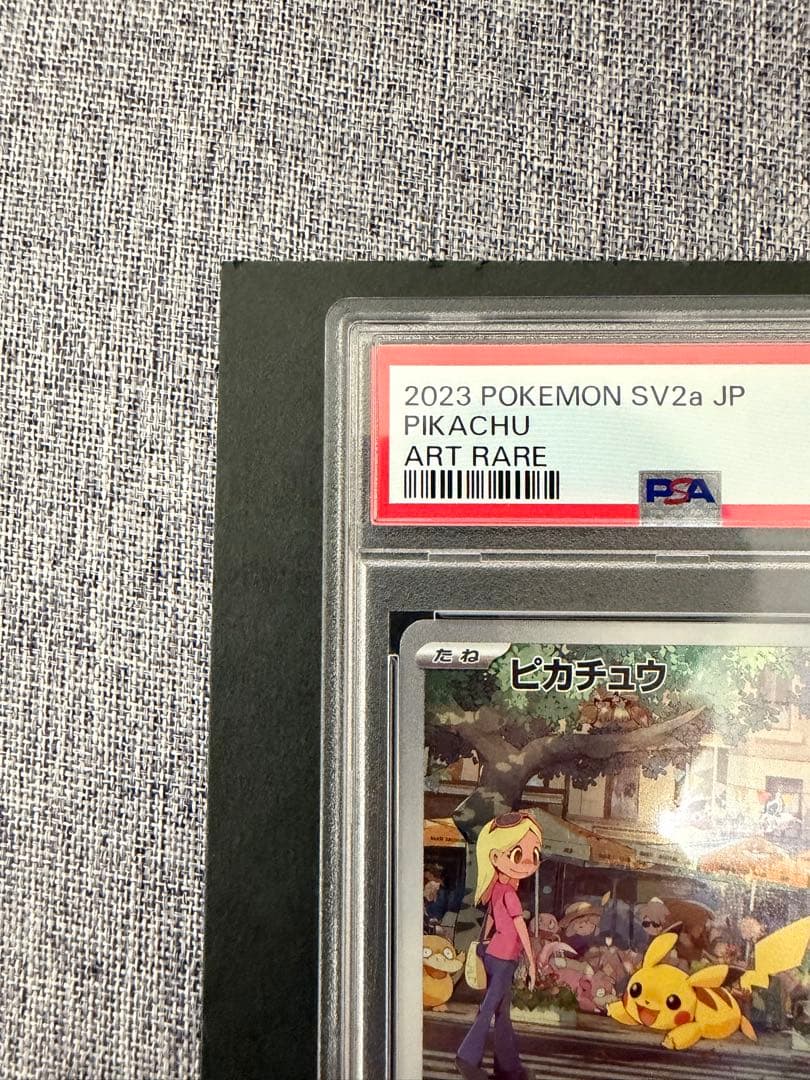 2023 POKEMON SV2a JP
PIKACHU
ART RARE
PSA
たね
ピカチュウ